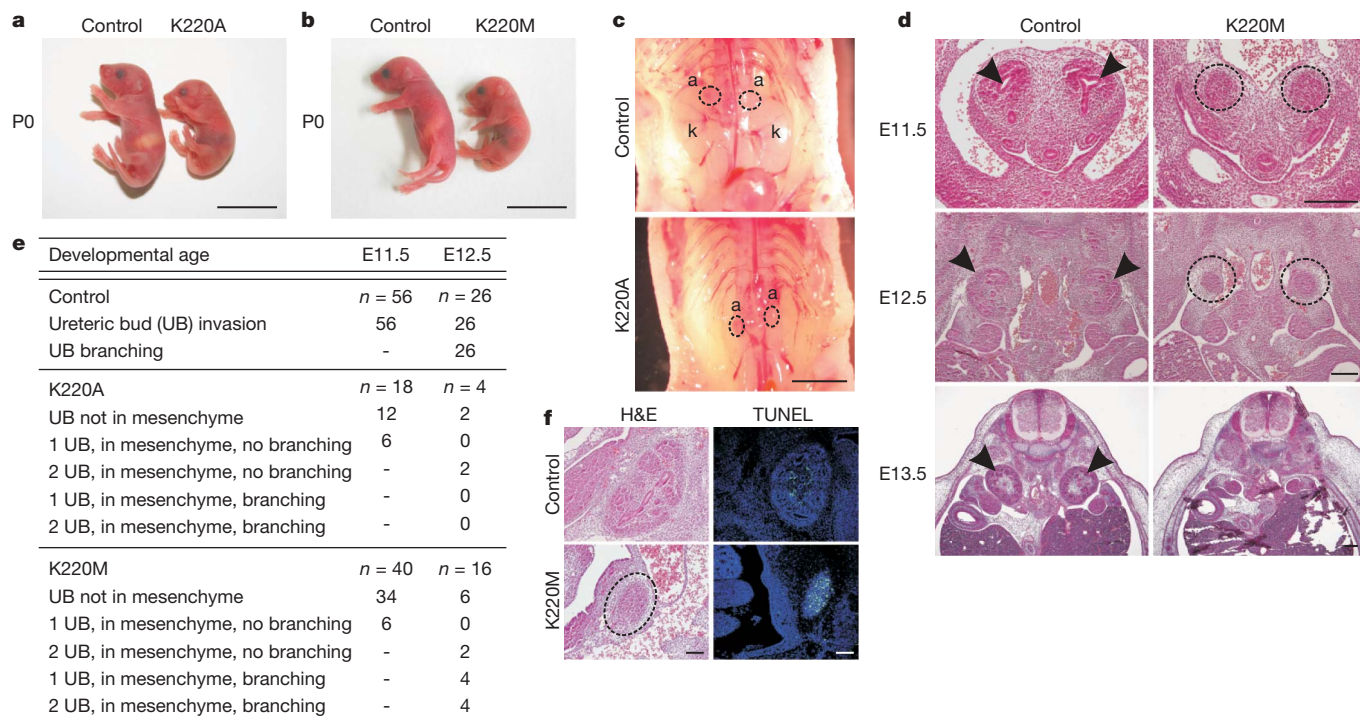 a
Control K220A
P0
b
Control K220M
P0
c
Control
a a
k k
K220A
a a
d
Control K220M
E11.5
E12.5
E13.5
e
Developmental age E11.5 E12.5
Control n = 56 n = 26
Ureteric bud (UB) invasion 56 26
UB branching - 26
K220A n = 18 n = 4
UB not in mesenchyme 12 2
1 UB, in mesenchyme, no branching 6 0
2 UB, in mesenchyme, no branching - 2
1 UB, in mesenchyme, branching - 0
2 UB, in mesenchyme, branching - 0
K220M n = 40 n = 16
UB not in mesenchyme 34 6
1 UB, in mesenchyme, no branching 6 0
2 UB, in mesenchyme, no branching - 2
1 UB, in mesenchyme, branching - 4
2 UB, in mesenchyme, branching - 4
f
H&E TUNEL
Control
K220M